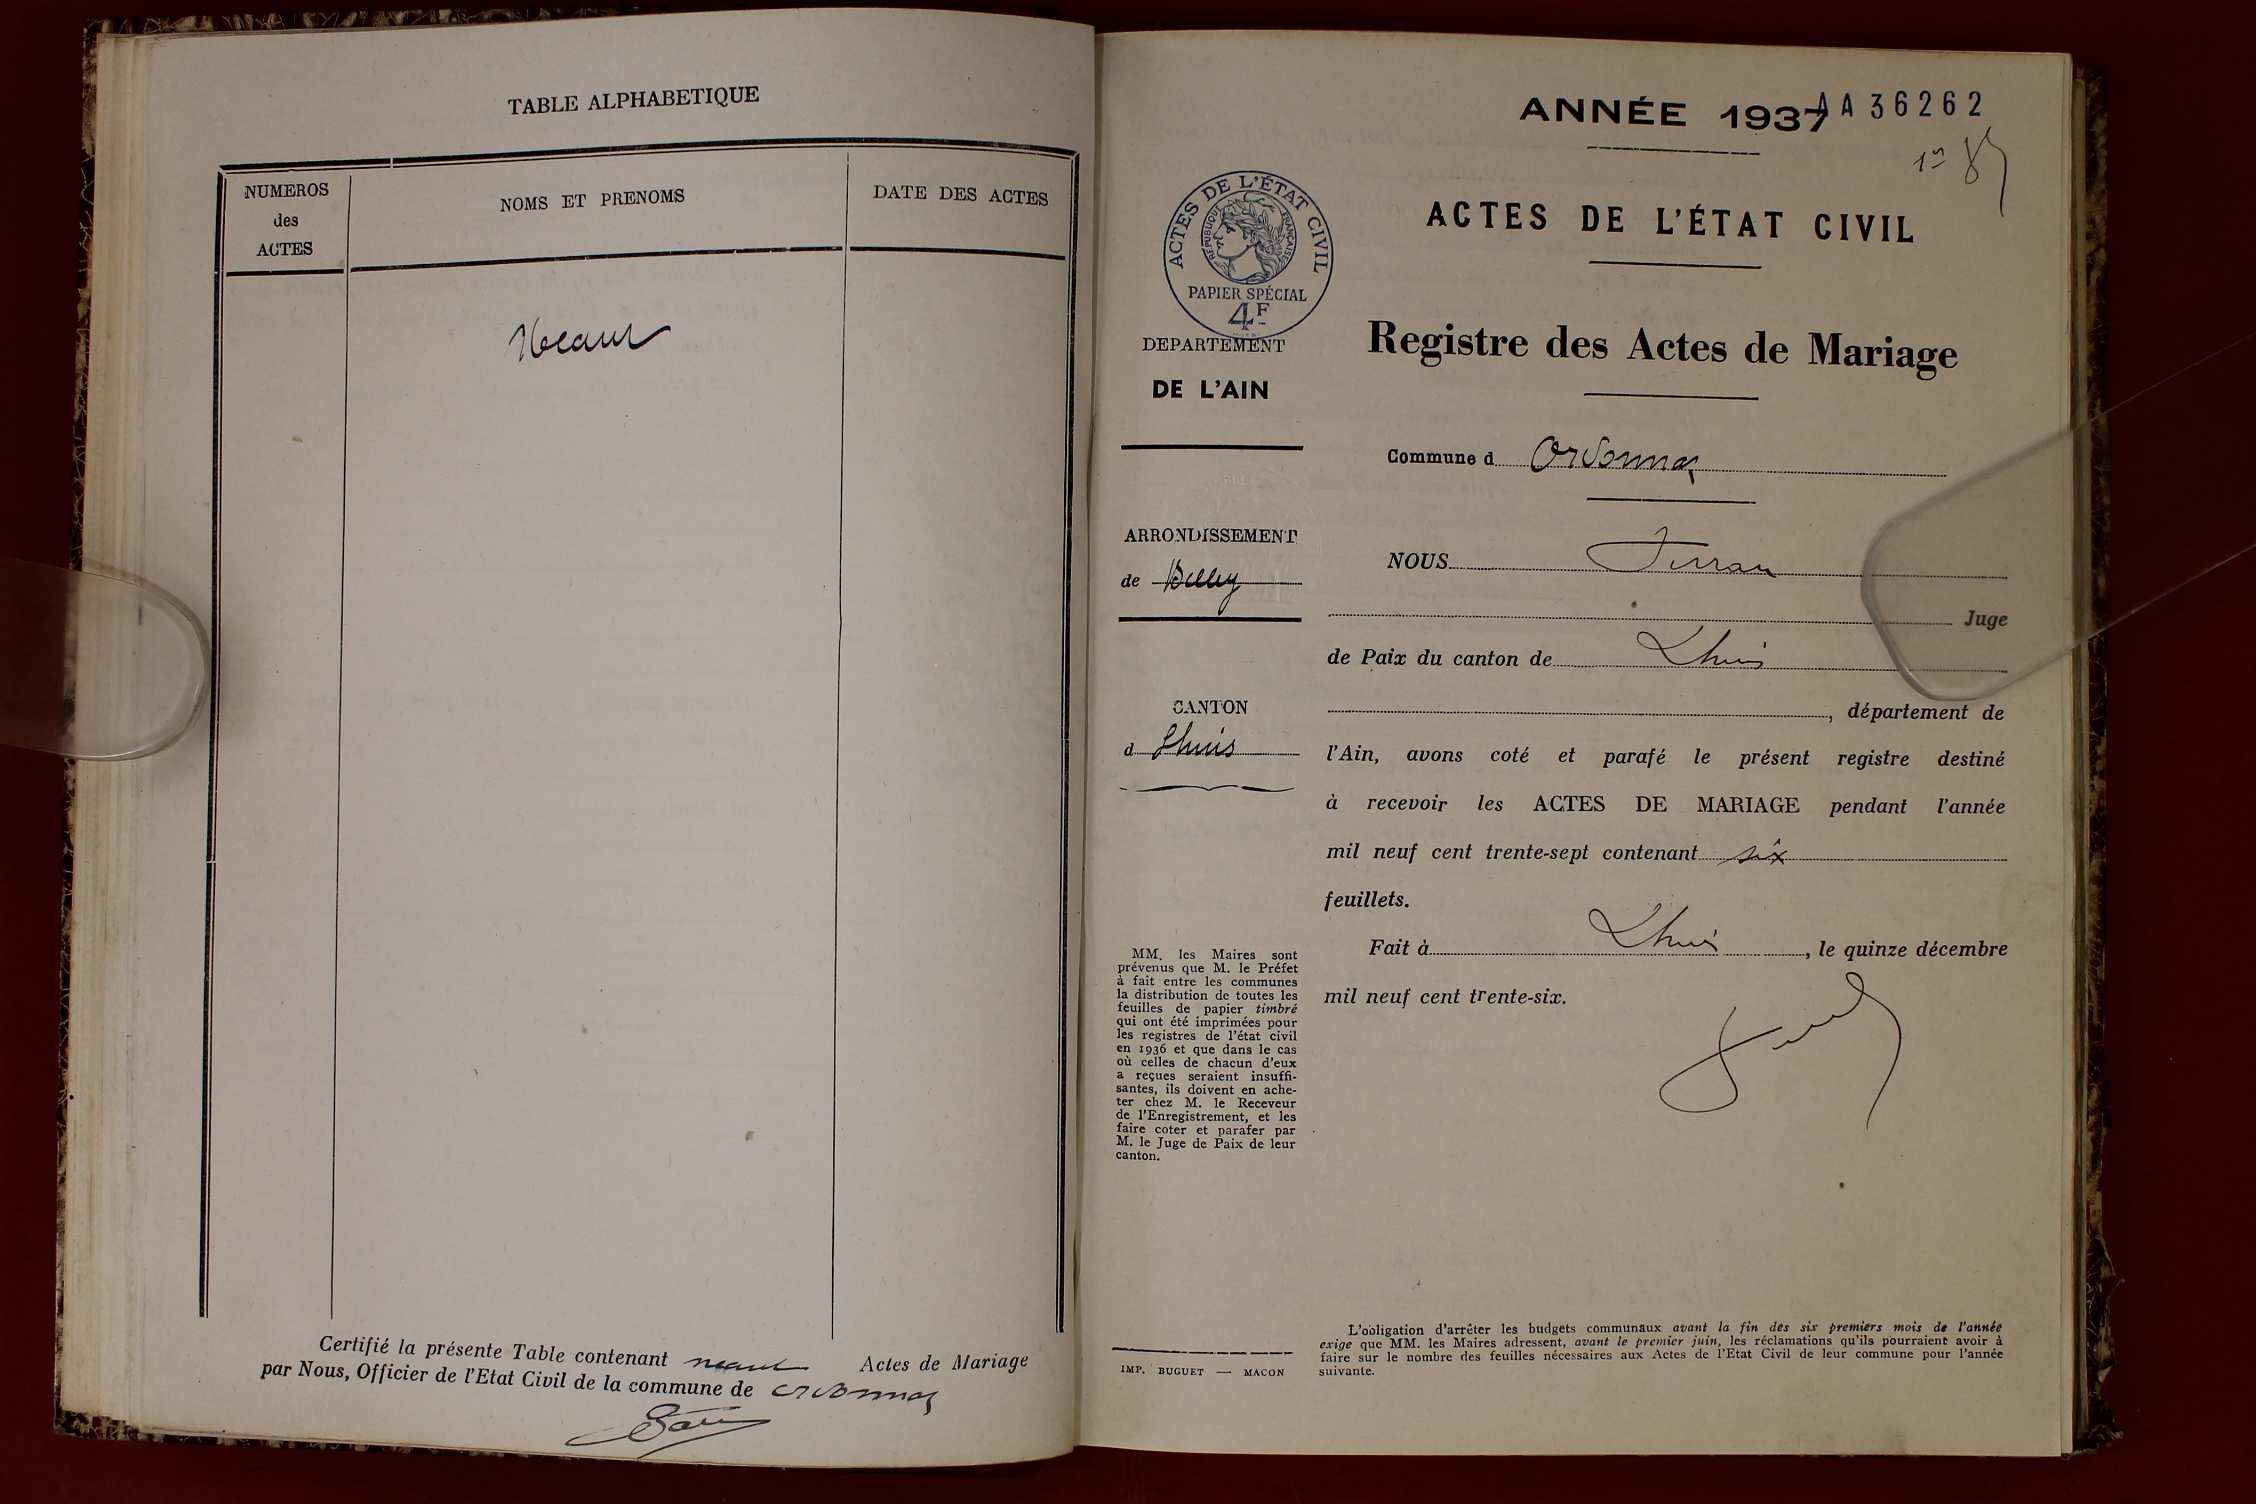 TABLE ALPHABETIQUE
NUMEROS
des
ACTES
NOMS ET PRENOMS
DATE DES ACTES
Neant
Certifié la présente Table contenant neant Actes de Mariage
par Nous, Officier de l'Etat Civil de la commune de Ordonnaz
ANNÉE 1937
AA36262
ACTES DE L'ÉTAT CIVIL
RÉPUBLIQUE FRANÇAISE
PAPIER SPÉCIAL
4F
ACTES DE L'ÉTAT CIVIL
Registre des Actes de Mariage
DEPARTEMENT
DE L'AIN
Commune d Ordonnaz
ARRONDISSEMENT
de Belley
CANTON
d Lhuis
NOUS
Juge
de Paix du canton de Lhuis
, département de
l'Ain, avons coté et parafé le présent registre destiné
à recevoir les ACTES DE MARIAGE pendant l'année
mil neuf cent trente-sept contenant six
feuillets.
Fait à Lhuis, le quinze décembre
mil neuf cent trente-six.
MM. les Maires sont
prévenus que M. le Préfet
à fait entre les communes
la distribution de toutes les
feuilles de papier timbré
qui ont été imprimées pour
les registres de l'état civil
en 1936 et que dans le cas
où celles de chacun d'eux
a reçues seraient insuffi-
santes, ils doivent en ache-
ter chez M. le Receveur
de l'Enregistrement, et les
faire coter et parafer par
M. le Juge de Paix de leur
canton.
IMP. BUGUET — MACON
L'obligation d'arrêter les budgets communaux avant la fin des six premiers mois de l'année
exige que MM. les Maires adressent, avant le premier juin, les réclamations qu'ils pourraient avoir à
faire sur le nombre des feuilles nécessaires aux Actes de l'Etat Civil de leur commune pour l'année
suivante.